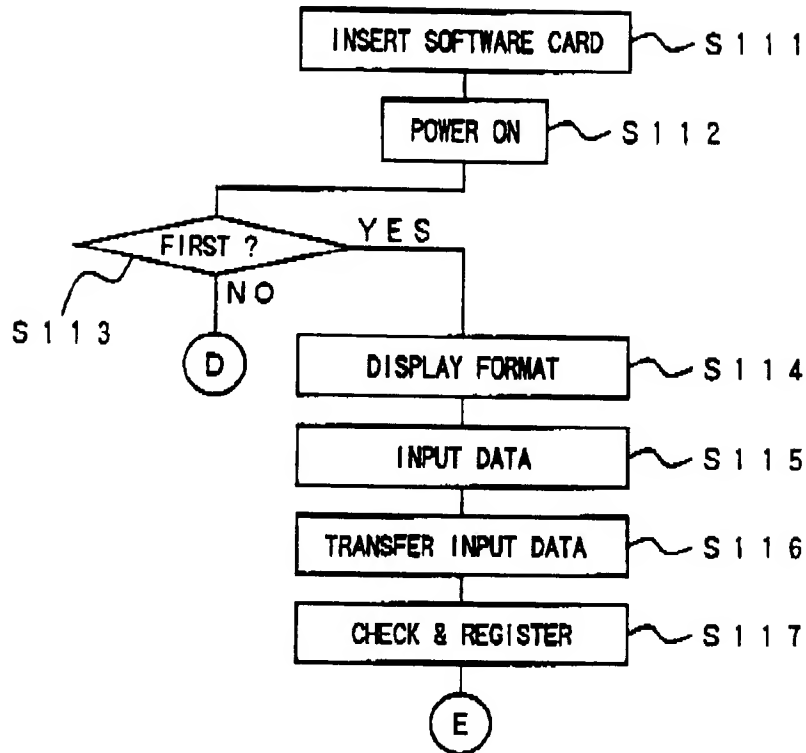 INSERT SOFTWARE CARD S111
POWER ON S112
FIRST ? YES
NO
S113
D
DISPLAY FORMAT S114
INPUT DATA S115
TRANSFER INPUT DATA S116
CHECK & REGISTER S117
E